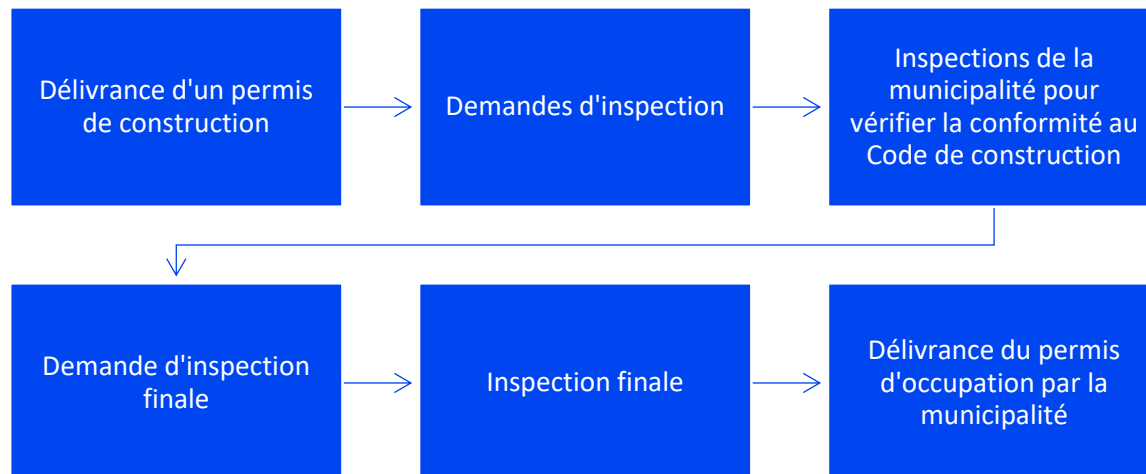 Délivrance d'un permis
de construction
Demandes d'inspection
Inspections de la
municipalité pour
vérifier la conformité au
Code de construction
Demande d'inspection
finale
Inspection finale
Délivrance du permis
d'occupation par la
municipalité